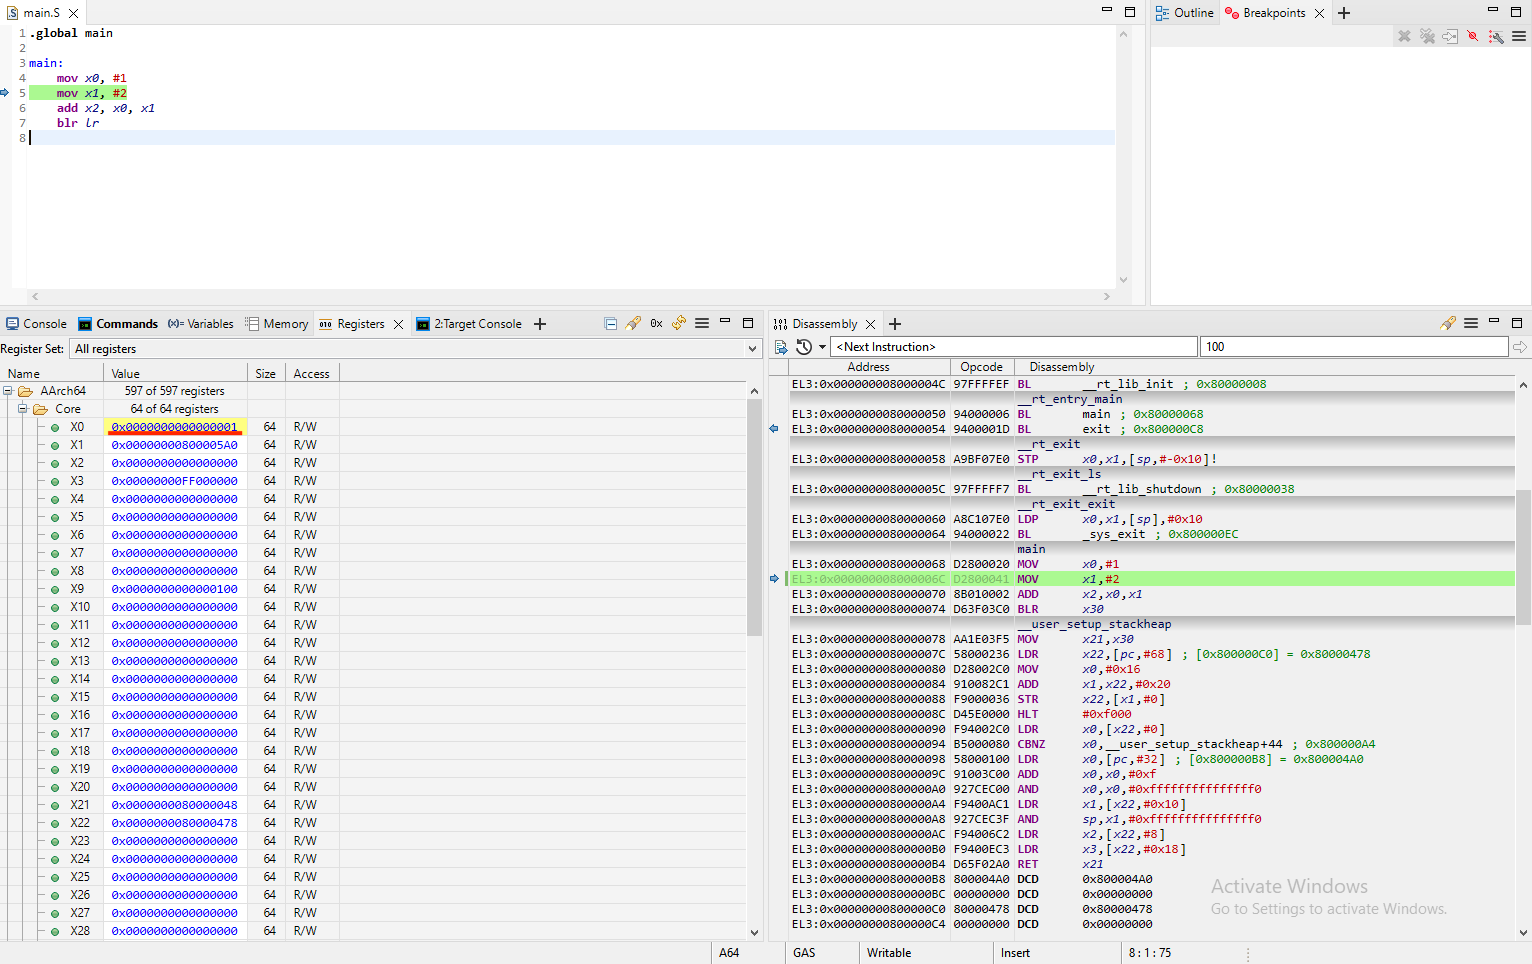 main.S
1 .global main
2
3 main:
4 mov x0, #1
5 mov x1, #2
6 add x2, x0, x1
7 blr lr
8
Outline Breakpoints
Console Commands (x)= Variables Memory 010 Registers 2:Target Console
0x
Register Set: All registers
Name Value Size Access
AArch64 597 of 597 registers
Core 64 of 64 registers
X0 0x0000000000000001 64 R/W
X1 0x00000000800005A0 64 R/W
X2 0x0000000000000000 64 R/W
X3 0x00000000FF000000 64 R/W
X4 0x0000000000000000 64 R/W
X5 0x0000000000000000 64 R/W
X6 0x0000000000000000 64 R/W
X7 0x0000000000000000 64 R/W
X8 0x0000000000000000 64 R/W
X9 0x0000000000000100 64 R/W
X10 0x0000000000000000 64 R/W
X11 0x0000000000000000 64 R/W
X12 0x0000000000000000 64 R/W
X13 0x0000000000000000 64 R/W
X14 0x0000000000000000 64 R/W
X15 0x0000000000000000 64 R/W
X16 0x0000000000000000 64 R/W
X17 0x0000000000000000 64 R/W
X18 0x0000000000000000 64 R/W
X19 0x0000000000000000 64 R/W
X20 0x0000000000000000 64 R/W
X21 0x0000000080000048 64 R/W
X22 0x0000000080000478 64 R/W
X23 0x0000000000000000 64 R/W
X24 0x0000000000000000 64 R/W
X25 0x0000000000000000 64 R/W
X26 0x0000000000000000 64 R/W
X27 0x0000000000000000 64 R/W
X28 0x0000000000000000 64 R/W
Disassembly
<Next Instruction> 100
Address Opcode Disassembly
EL3:0x000000008000004C 97FFFFEF BL __rt_lib_init ; 0x80000008
__rt_entry_main
EL3:0x0000000080000050 94000006 BL main ; 0x80000068
EL3:0x0000000080000054 9400001D BL exit ; 0x800000C8
__rt_exit
EL3:0x0000000080000058 A9BF07E0 STP x0,x1,[sp,#-0x10]!
__rt_exit_ls
EL3:0x000000008000005C 97FFFFF7 BL __rt_lib_shutdown ; 0x80000038
__rt_exit_exit
EL3:0x0000000080000060 A8C107E0 LDP x0,x1,[sp],#0x10
EL3:0x0000000080000064 94000022 BL _sys_exit ; 0x800000EC
main
EL3:0x0000000080000068 D2800020 MOV x0,#1
EL3:0x000000008000006C D2800041 MOV x1,#2
EL3:0x0000000080000070 8B010002 ADD x2,x0,x1
EL3:0x0000000080000074 D63F03C0 BLR x30
__user_setup_stackheap
EL3:0x0000000080000078 AA1E03F5 MOV x21,x30
EL3:0x000000008000007C 58000236 LDR x22,[pc,#68] ; [0x800000C0] = 0x80000478
EL3:0x0000000080000080 D28002C0 MOV x0,#0x16
EL3:0x0000000080000084 910082C1 ADD x1,x22,#0x20
EL3:0x0000000080000088 F9000036 STR x22,[x1,#0]
EL3:0x000000008000008C D45E0000 HLT #0xf000
EL3:0x0000000080000090 F94002C0 LDR x0,[x22,#0]
EL3:0x0000000080000094 B5000080 CBNZ x0,__user_setup_stackheap+44 ; 0x800000A4
EL3:0x0000000080000098 58000100 LDR x0,[pc,#32] ; [0x800000B8] = 0x800004A0
EL3:0x000000008000009C 91003C00 ADD x0,x0,#0xf
EL3:0x00000000800000A0 927CEC00 AND x0,x0,#0xfffffffffffffff0
EL3:0x00000000800000A4 F9400AC1 LDR x1,[x22,#0x10]
EL3:0x00000000800000A8 927CEC3F AND sp,x1,#0xfffffffffffffff0
EL3:0x00000000800000AC F94006C2 LDR x2,[x22,#8]
EL3:0x00000000800000B0 F9400EC3 LDR x3,[x22,#0x18]
EL3:0x00000000800000B4 D65F02A0 RET x21
EL3:0x00000000800000B8 800004A0 DCD 0x800004A0
EL3:0x00000000800000BC 00000000 DCD 0x00000000
EL3:0x00000000800000C0 80000478 DCD 0x80000478
EL3:0x00000000800000C4 00000000 DCD 0x00000000
Activate Windows
Go to Settings to activate Windows.
A64 GAS Writable Insert 8:1:75